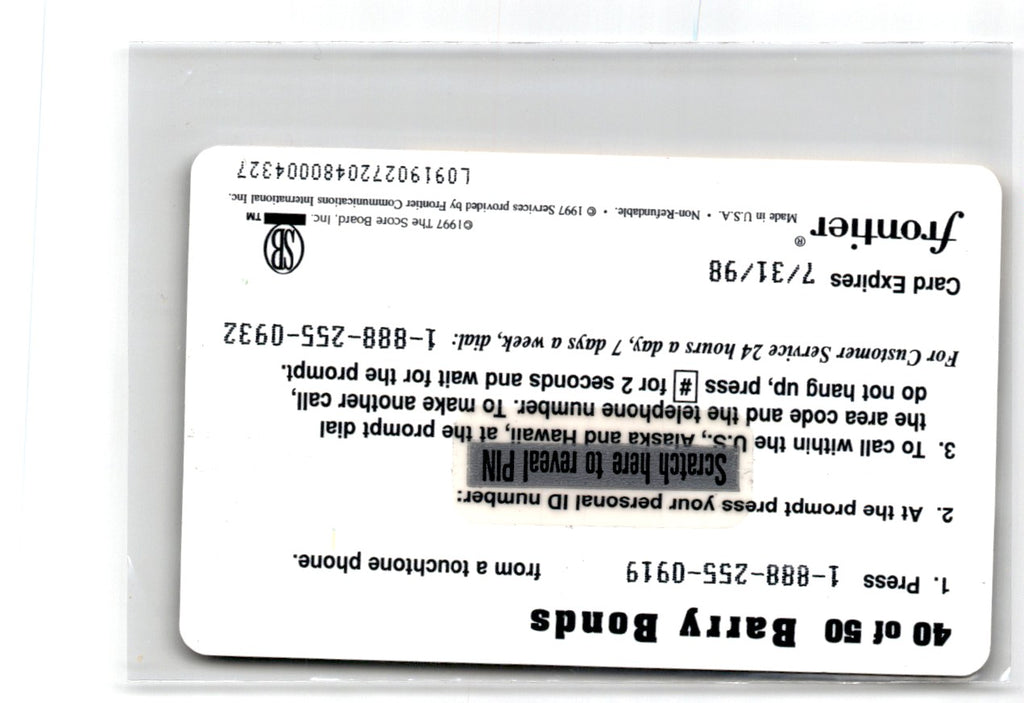 40 of 50 Barry Bonds
1. Press 1-888-255-0919 from a touchtone phone.
2. At the prompt press your personal ID number:
Scratch here to reveal PIN
3. To call within the U.S., Alaska and Hawaii, at the prompt dial
the area code and the telephone number. To make another call,
do not hang up, press # for 2 seconds and wait for the prompt.
For Customer Service 24 hours a day, 7 days a week, dial: 1-888-255-0932
Card Expires 7/31/98
SB TM
frontier®
©1997 The Score Board, Inc.
Made in U.S.A. • Non-Refundable. • © 1997 Services provided by Frontier Communications International Inc.
L091902720480004327